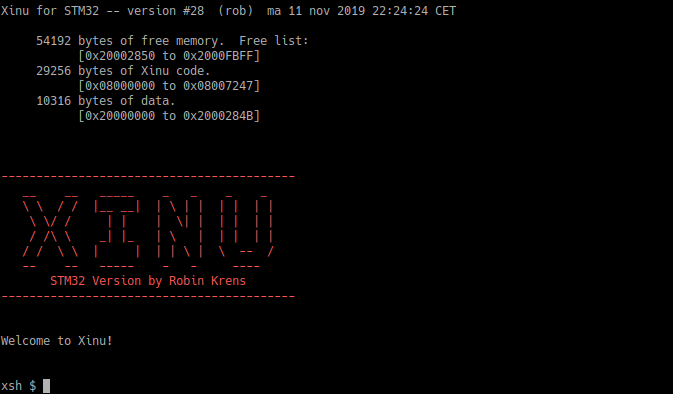 Xinu for STM32 -- version #28  (rob)  ma 11 nov 2019 22:24:24 CET
54192 bytes of free memory.  Free list:
[0x20002850 to 0x2000FBFF]
29256 bytes of Xinu code.
[0x08000000 to 0x08007247]
10316 bytes of data.
[0x20000000 to 0x2000284B]
XINU
STM32 Version by Robin Krens
Welcome to Xinu!
xsh $